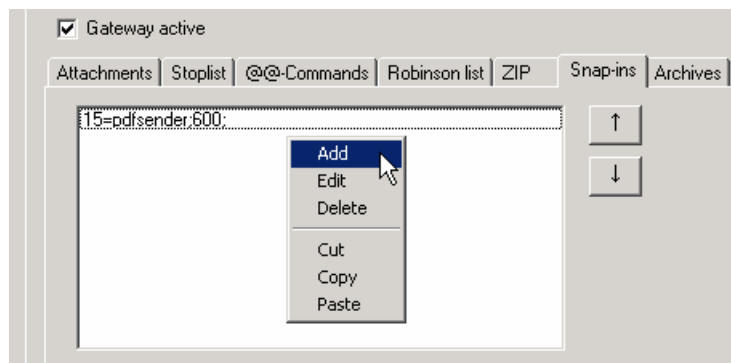 Gateway active
Attachments Stoplist @@-Commands Robinson list ZIP Snap-ins Archives
15=pdfsender;600;
Add
Edit
Delete
Cut
Copy
Paste